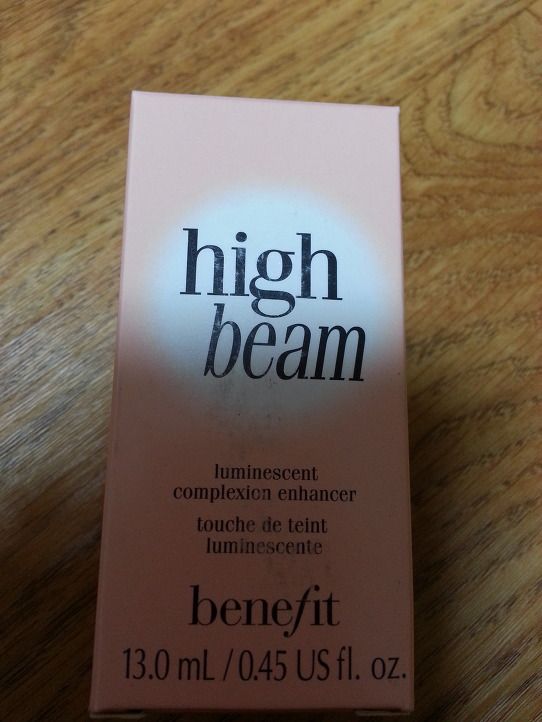 high
beam
luminescent
complexion enhancer
touche de teint
luminescente
benefit
13.0 mL / 0.45 US fl. oz.